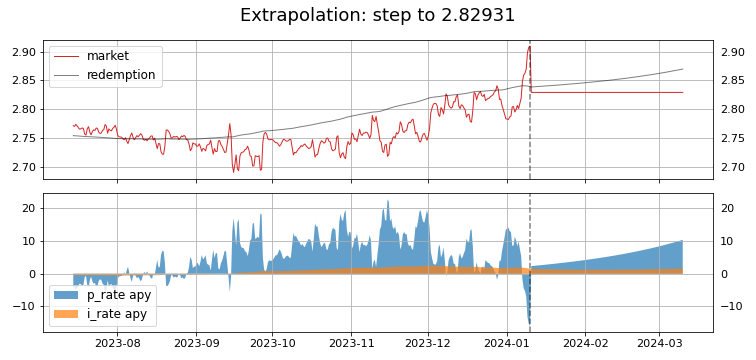 Extrapolation: step to 2.82931
2.90 2.90
market
redemption
2.85 2.85
2.80 2.80
2.75 2.75
2.70 2.70
20 20
10 10
0 0
p_rate apy
i_rate apy
−10 −10
2023-08 2023-09 2023-10 2023-11 2023-12 2024-01 2024-02 2024-03